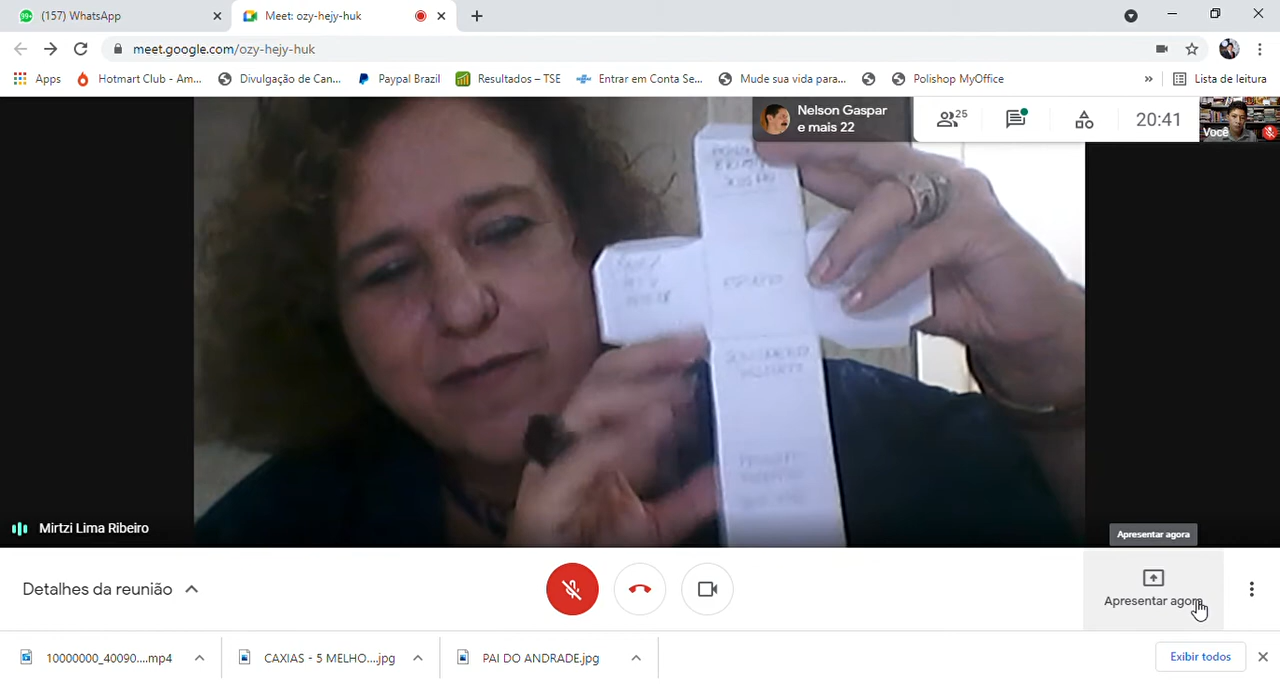 (157) WhatsApp
Meet: ozy-hejy-huk
meet.google.com/ozy-hejy-huk
Apps
Hotmart Club - Am...
Divulgação de Can...
Paypal Brazil
Resultados – TSE
Entrar em Conta Se...
Mude sua vida para...
Polishop MyOffice
»
Lista de leitura
Nelson Gaspar
e mais 22
25
20:41
Você
Mirtzi Lima Ribeiro
Apresentar agora
Detalhes da reunião
Apresentar agora
10000000_40090....mp4
CAXIAS - 5 MELHO....jpg
PAI DO ANDRADE.jpg
Exibir todos